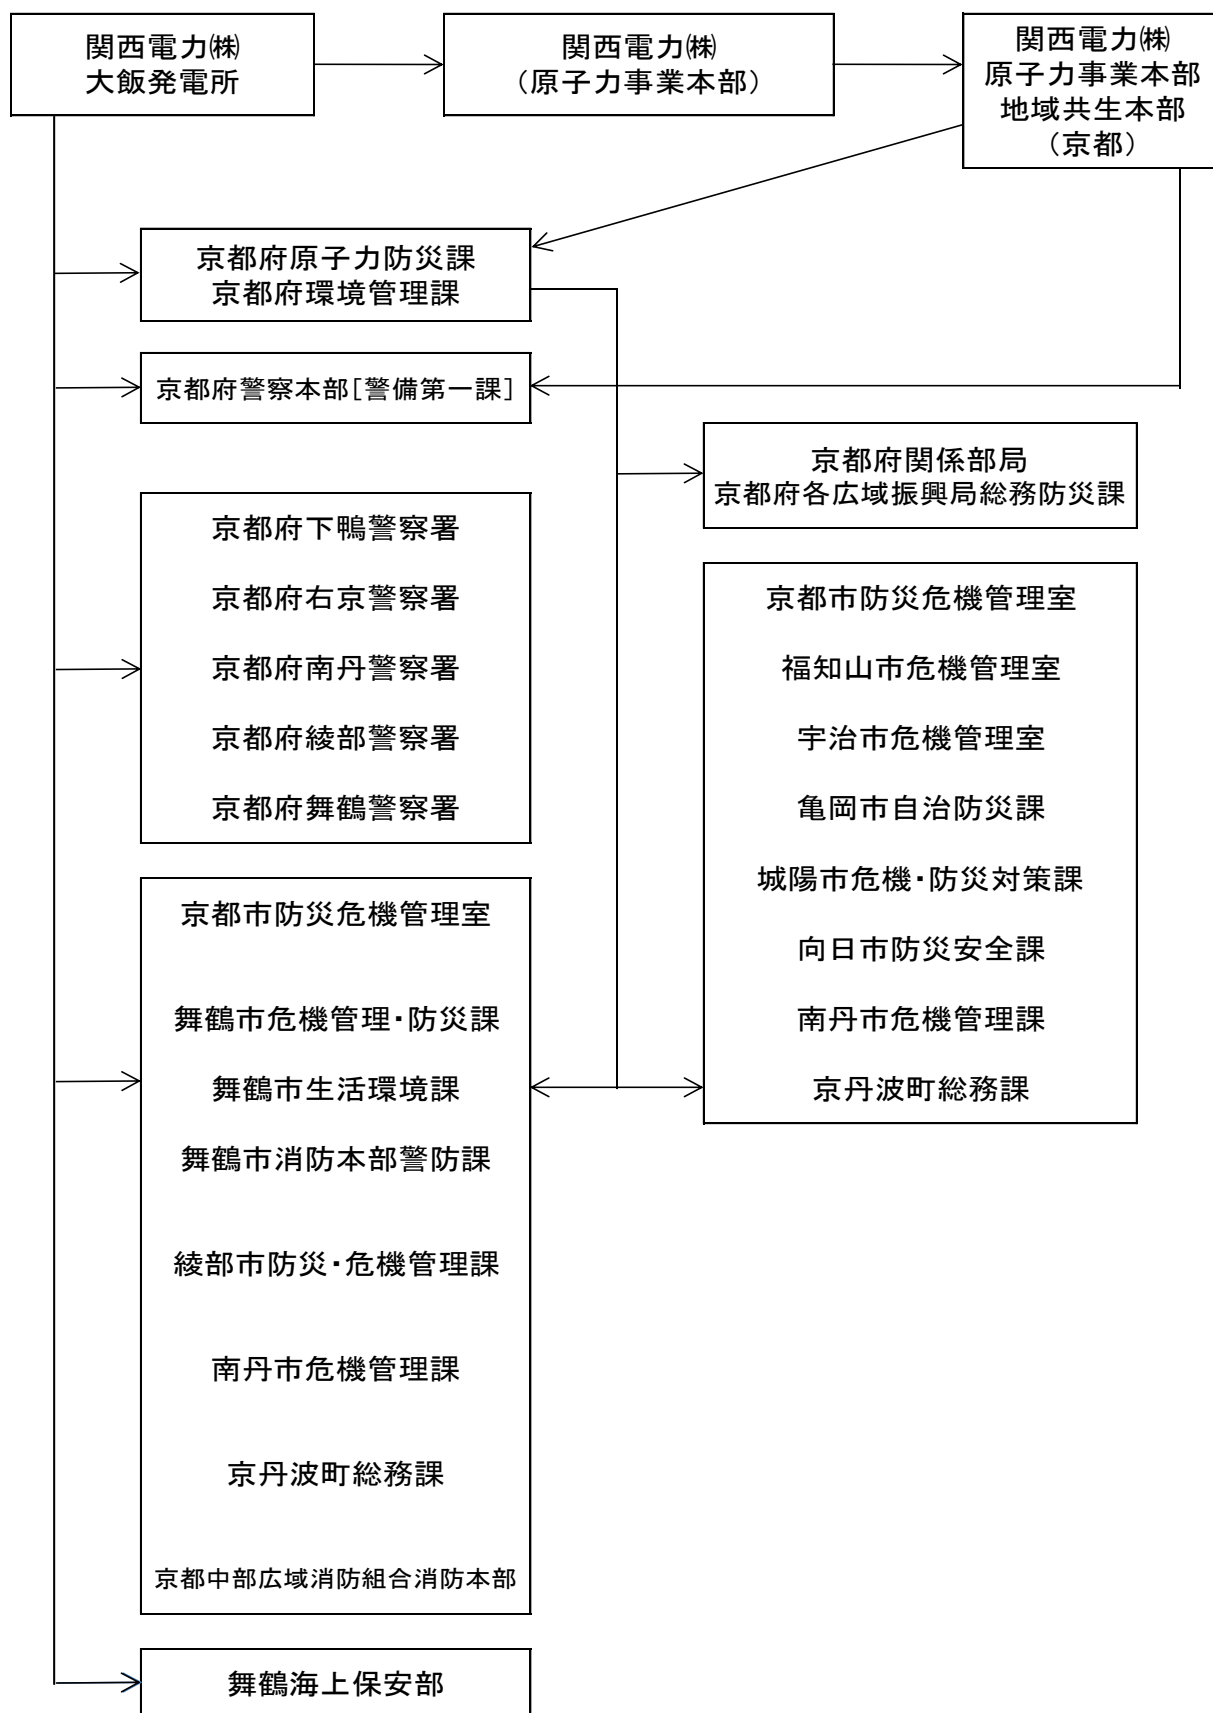 関西電力㈱
大飯発電所
関西電力㈱
（原子力事業本部）
関西電力㈱
原子力事業本部
地域共生本部
（京都）
京都府原子力防災課
京都府環境管理課
京都府警察本部[警備第一課]
京都府関係部局
京都府各広域振興局総務防災課
京都府下鴨警察署
京都府右京警察署
京都府南丹警察署
京都府綾部警察署
京都府舞鶴警察署
京都市防災危機管理室
福知山市危機管理室
宇治市危機管理室
亀岡市自治防災課
城陽市危機・防災対策課
向日市防災安全課
南丹市危機管理課
京丹波町総務課
京都市防災危機管理室
舞鶴市危機管理・防災課
舞鶴市生活環境課
舞鶴市消防本部警防課
綾部市防災・危機管理課
南丹市危機管理課
京丹波町総務課
京都中部広域消防組合消防本部
舞鶴海上保安部